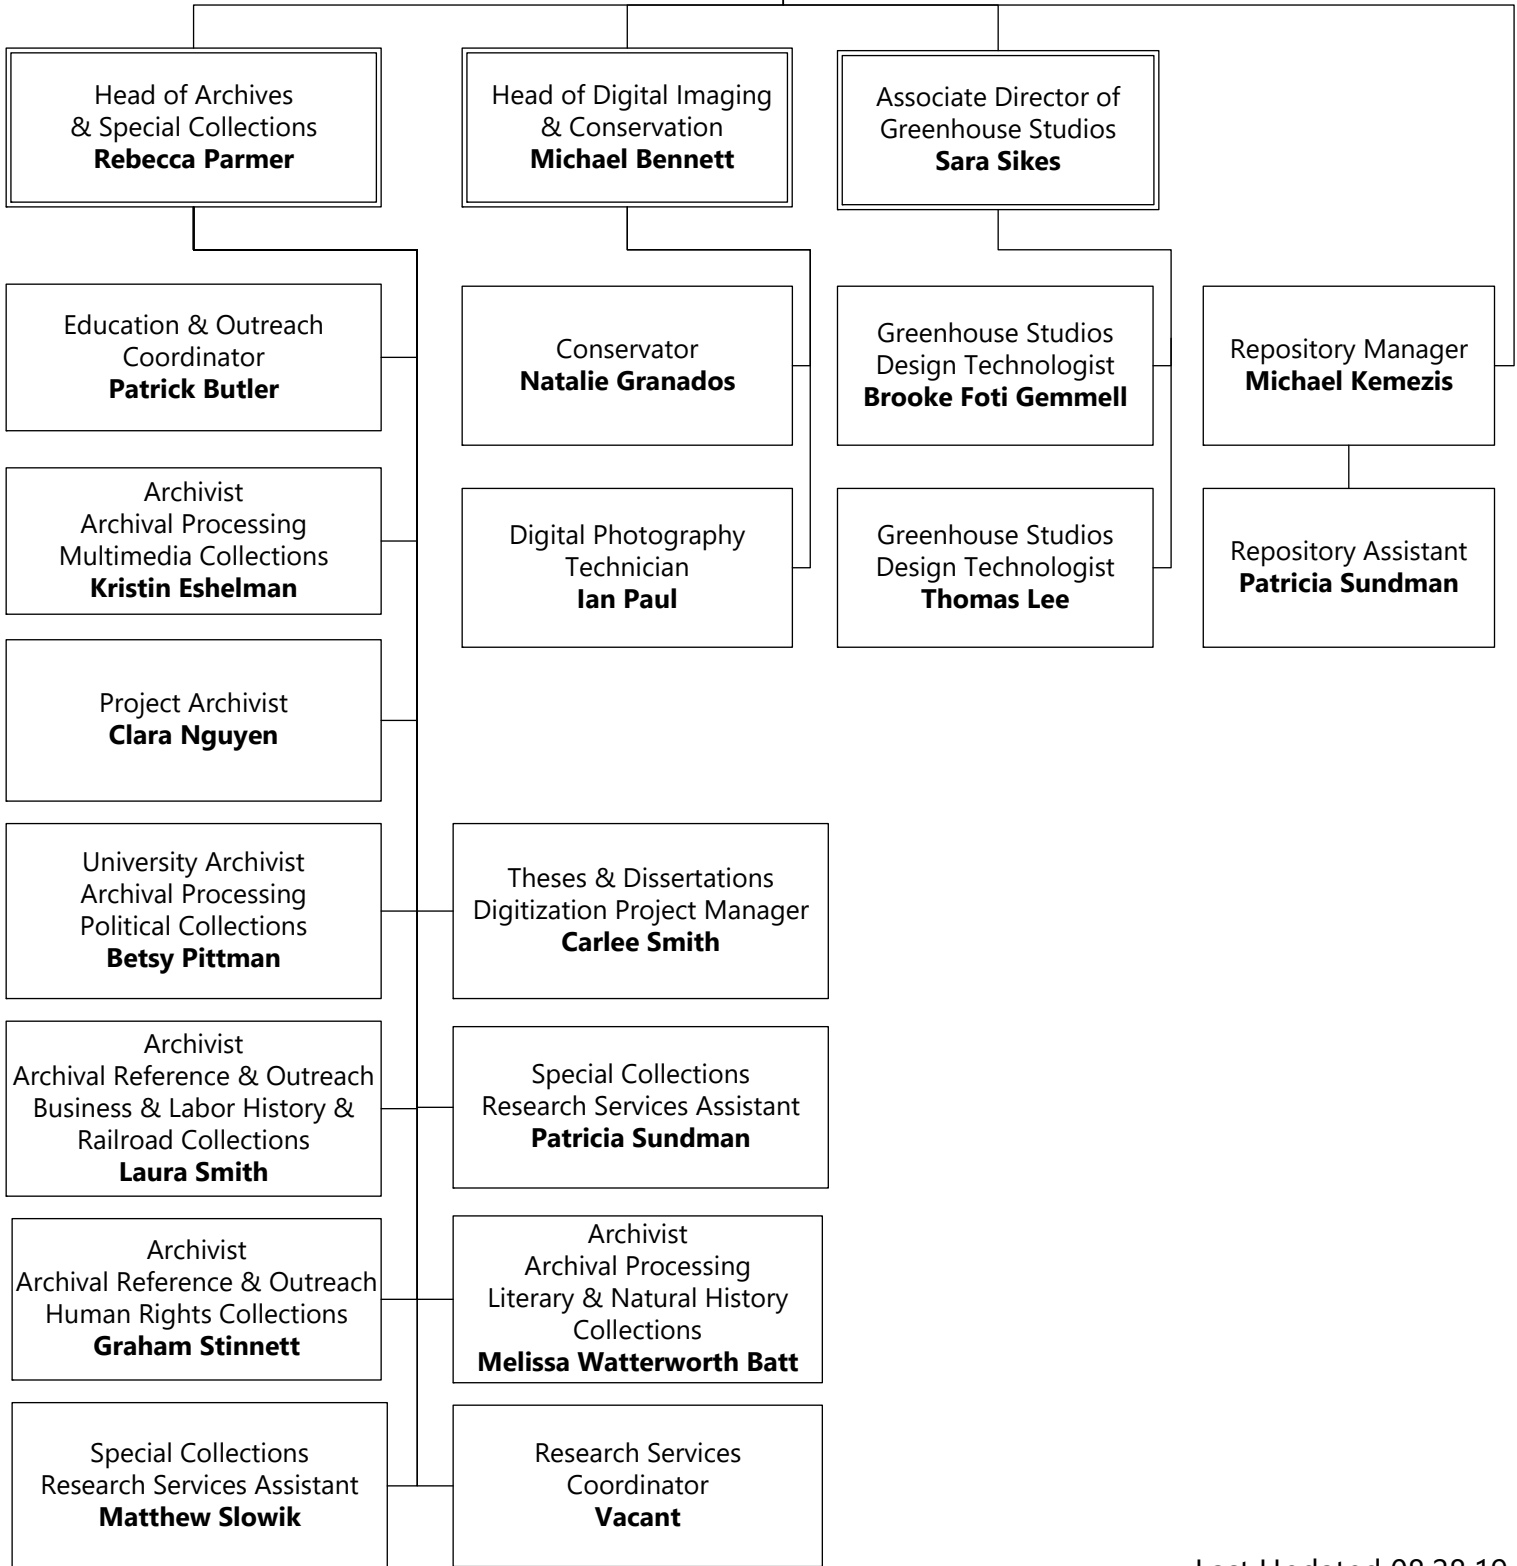 Head of Archives
& Special Collections
Rebecca Parmer
Head of Digital Imaging
& Conservation
Michael Bennett
Associate Director of
Greenhouse Studios
Sara Sikes
Education & Outreach
Coordinator
Patrick Butler
Conservator
Natalie Granados
Greenhouse Studios
Design Technologist
Brooke Foti Gemmell
Repository Manager
Michael Kemezis
Archivist
Archival Processing
Multimedia Collections
Kristin Eshelman
Digital Photography
Technician
Ian Paul
Greenhouse Studios
Design Technologist
Thomas Lee
Repository Assistant
Patricia Sundman
Project Archivist
Clara Nguyen
University Archivist
Archival Processing
Political Collections
Betsy Pittman
Theses & Dissertations
Digitization Project Manager
Carlee Smith
Archivist
Archival Reference & Outreach
Business & Labor History &
Railroad Collections
Laura Smith
Special Collections
Research Services Assistant
Patricia Sundman
Archivist
Archival Reference & Outreach
Human Rights Collections
Graham Stinnett
Archivist
Archival Processing
Literary & Natural History
Collections
Melissa Watterworth Batt
Special Collections
Research Services Assistant
Matthew Slowik
Research Services
Coordinator
Vacant
Last Updated 08.28.19